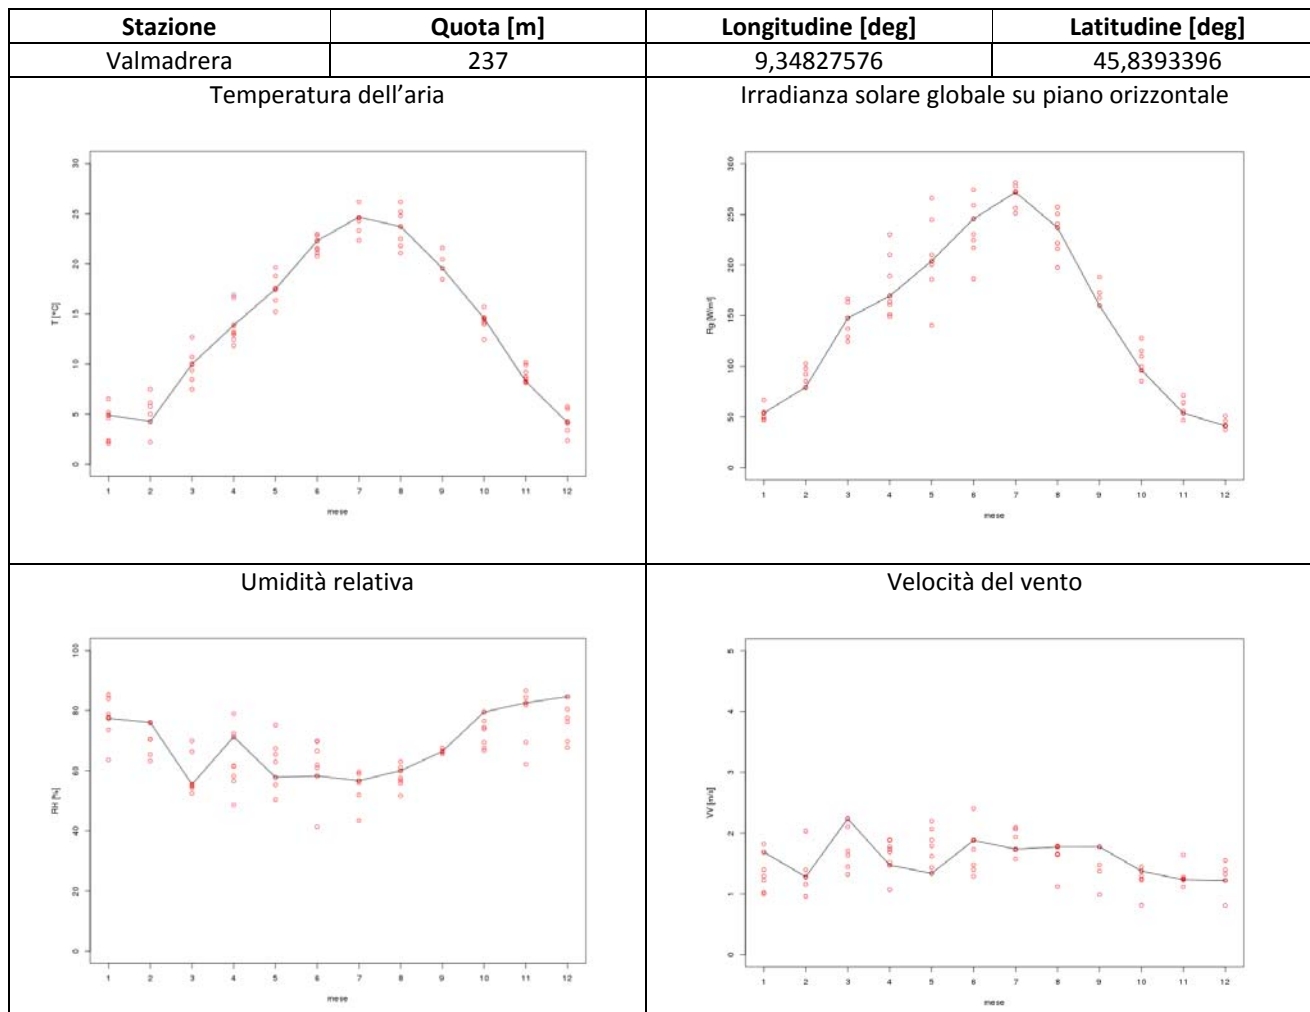 Stazione Quota [m] Longitudine [deg] Latitudine [deg]
Valmadrera 237 9,34827576 45,8393396
Temperatura dell'aria Irradianza solare globale su piano orizzontale
T [°C]
0 5 10 15 20 25 30
1 2 3 4 5 6 7 8 9 10 11 12
mese
Rg [W/m²]
0 50 100 150 200 250 300
1 2 3 4 5 6 7 8 9 10 11 12
mese
Umidità relativa Velocità del vento
RH [%]
0 20 40 60 80 100
1 2 3 4 5 6 7 8 9 10 11 12
mese
VV [m/s]
0 1 2 3 4 5
1 2 3 4 5 6 7 8 9 10 11 12
mese